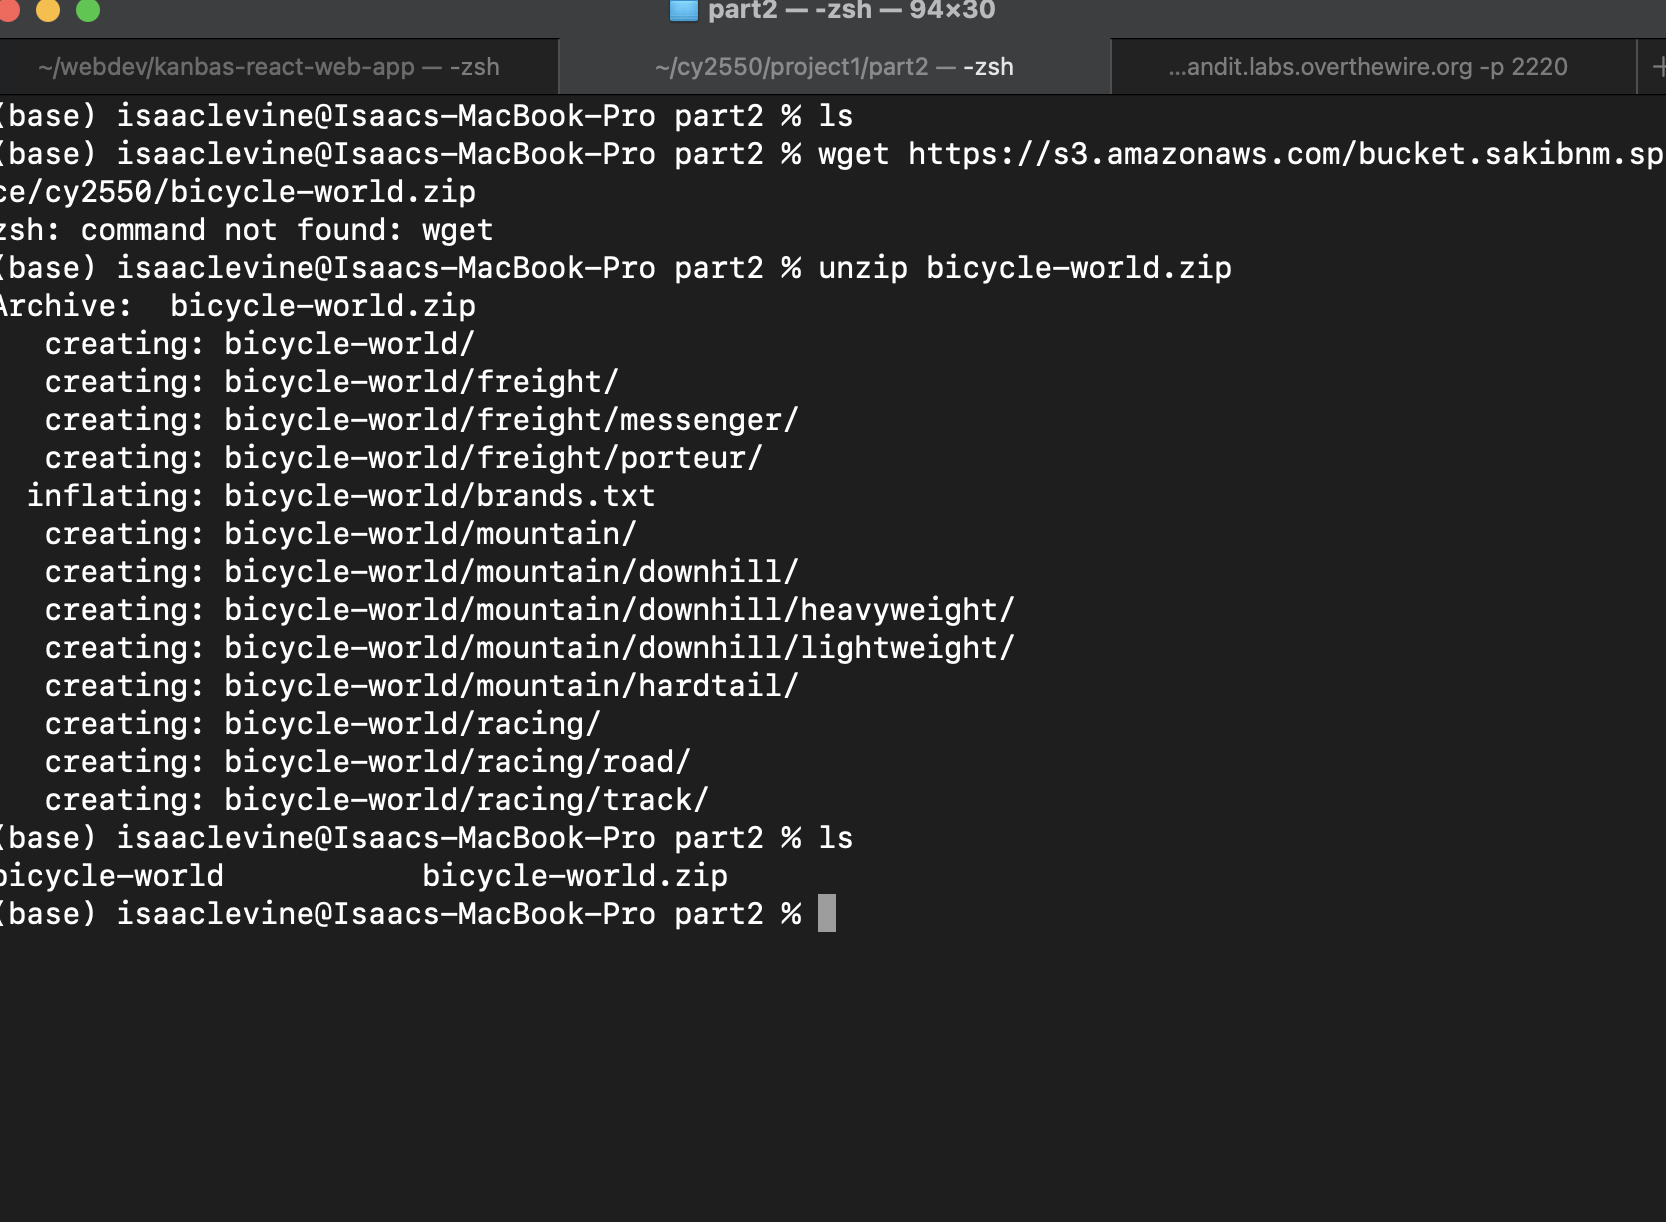 part2 — -zsh — 94×30
~/webdev/kanbas-react-web-app — -zsh
~/cy2550/project1/part2 — -zsh
...andit.labs.overthewire.org -p 2220
+
(base) isaaclevine@Isaacs-MacBook-Pro part2 % ls
(base) isaaclevine@Isaacs-MacBook-Pro part2 % wget https://s3.amazonaws.com/bucket.sakibnm.sp
ce/cy2550/bicycle-world.zip
zsh: command not found: wget
(base) isaaclevine@Isaacs-MacBook-Pro part2 % unzip bicycle-world.zip
Archive:  bicycle-world.zip
   creating: bicycle-world/
   creating: bicycle-world/freight/
   creating: bicycle-world/freight/messenger/
   creating: bicycle-world/freight/porteur/
  inflating: bicycle-world/brands.txt
   creating: bicycle-world/mountain/
   creating: bicycle-world/mountain/downhill/
   creating: bicycle-world/mountain/downhill/heavyweight/
   creating: bicycle-world/mountain/downhill/lightweight/
   creating: bicycle-world/mountain/hardtail/
   creating: bicycle-world/racing/
   creating: bicycle-world/racing/road/
   creating: bicycle-world/racing/track/
(base) isaaclevine@Isaacs-MacBook-Pro part2 % ls
bicycle-world           bicycle-world.zip
(base) isaaclevine@Isaacs-MacBook-Pro part2 %